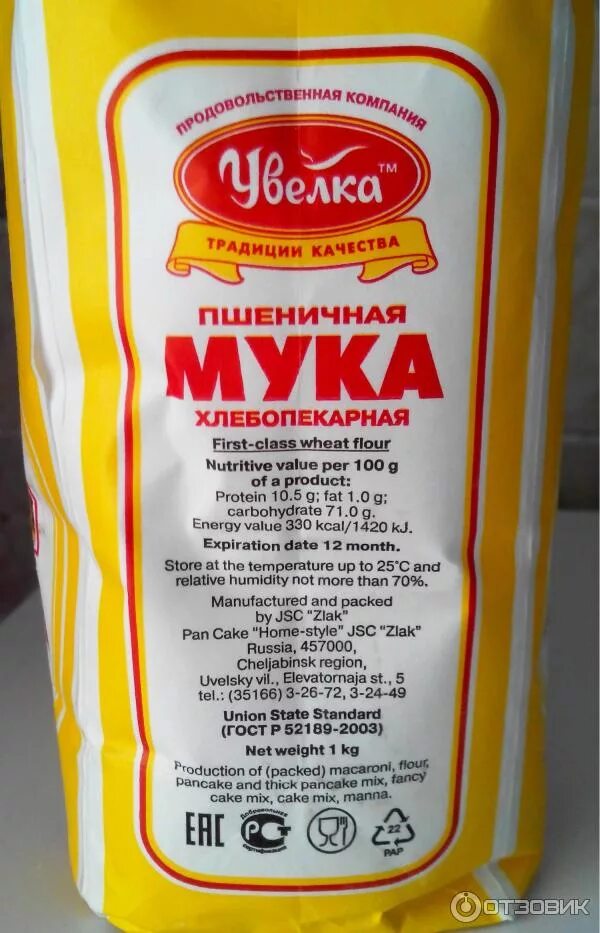 ПРОДОВОЛЬСТВЕННАЯ КОМПАНИЯ
Увелка™
ТРАДИЦИИ КАЧЕСТВА
ПШЕНИЧНАЯ
МУКА
ХЛЕБОПЕКАРНАЯ
First-class wheat flour
Nutritive value per 100 g
of a product:
Protein 10.5 g; fat 1.0 g;
carbohydrate 71.0 g.
Energy value 330 kcal/1420 kJ.
Expiration date 12 month.
Store at the temperature up to 25°C and
relative humidity not more than 70%.
Manufactured and packed
by JSC "Zlak"
Pan Cake "Home-style" JSC "Zlak"
Russia, 457000,
Cheljabinsk region,
Uvelsky vil., Elevatornaja st., 5
tel.: (35166) 3-26-72, 3-24-49
Union State Standard
(ГОСТ Р 52189-2003)
Net weight 1 kg
Production of (packed) macaroni, flour,
pancake and thick pancake mix, fancy
cake mix, cake mix, manna.
EAC
Добровольная
РСТ
сертификация
22
PAP
ОТЗОВИК